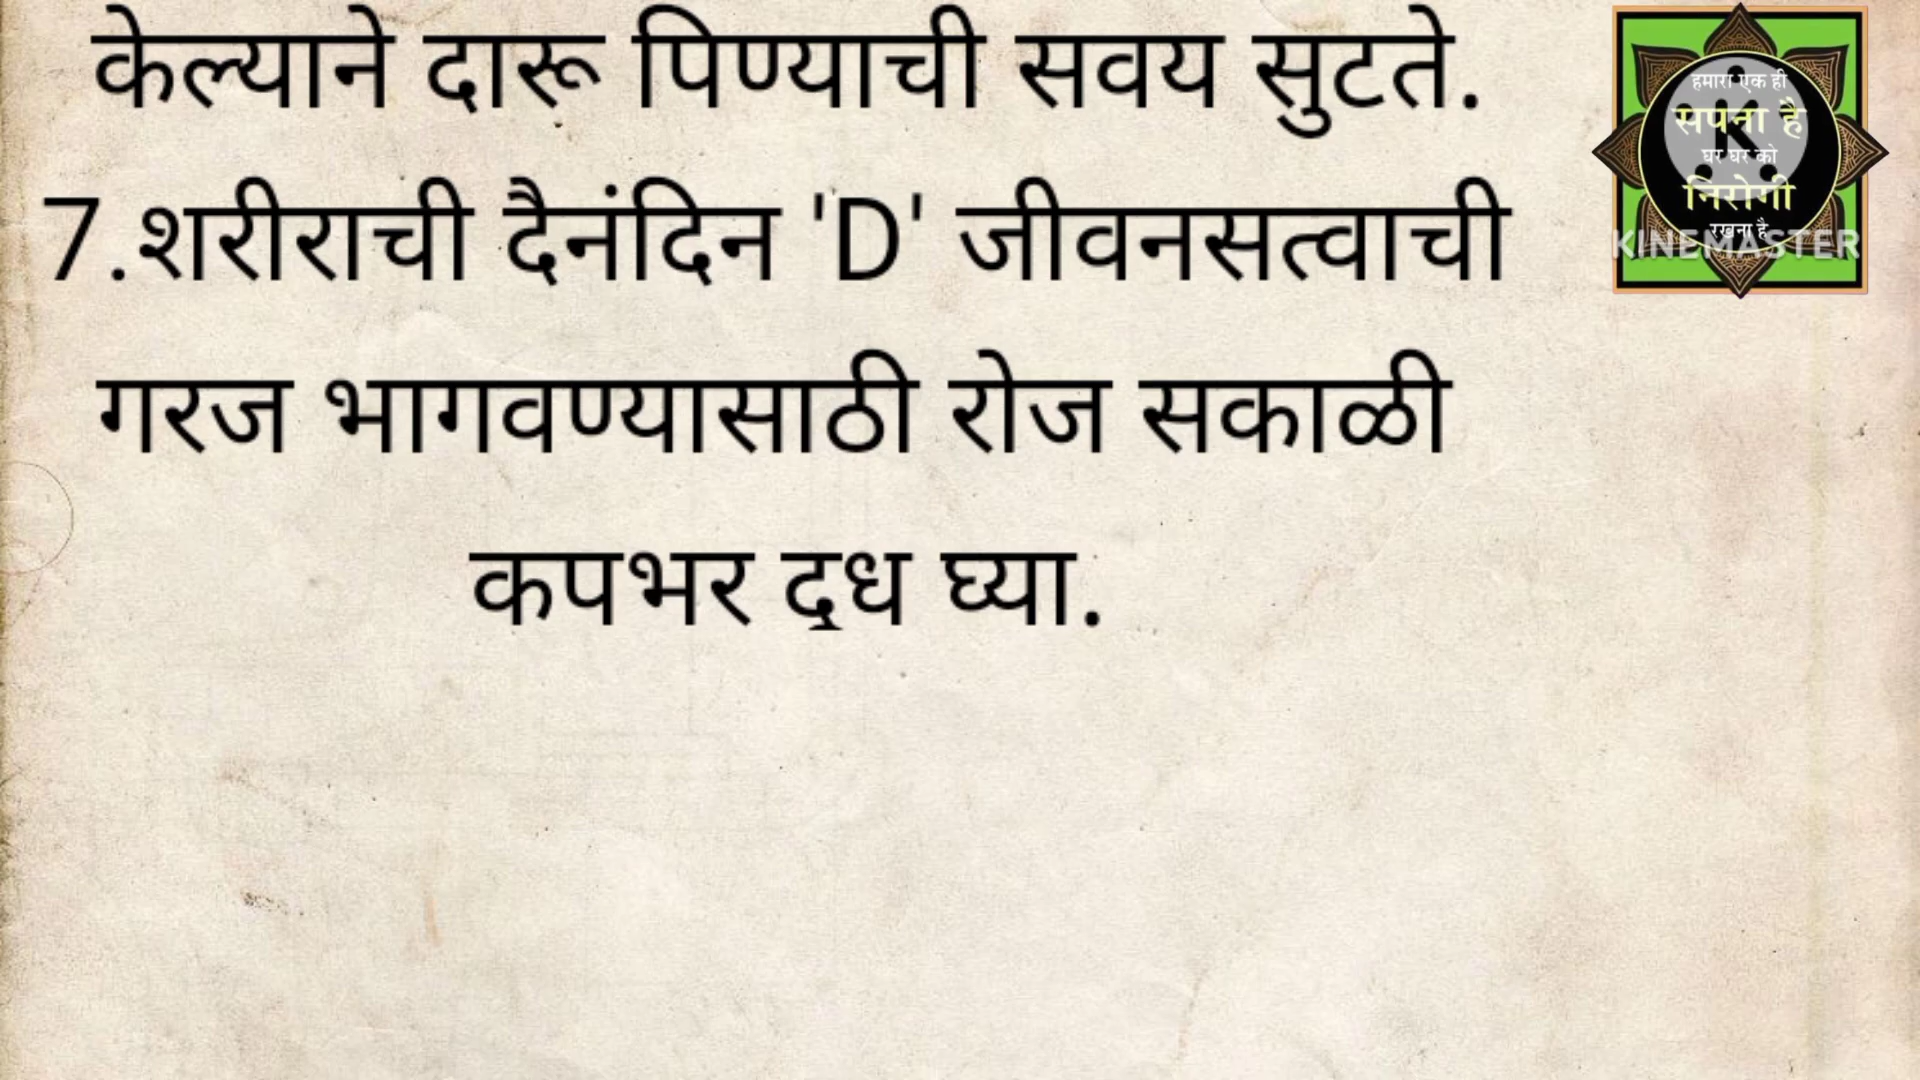 केल्याने दारू पिण्याची सवय सुटते.
7.शरीराची दैनंदिन 'D' जीवनसत्वाची
गरज भागवण्यासाठी रोज सकाळी
कपभर दूध घ्या.
हमारा एक ही
सपना है
घर घर को
निरोगी
रखना है
KINEMASTER